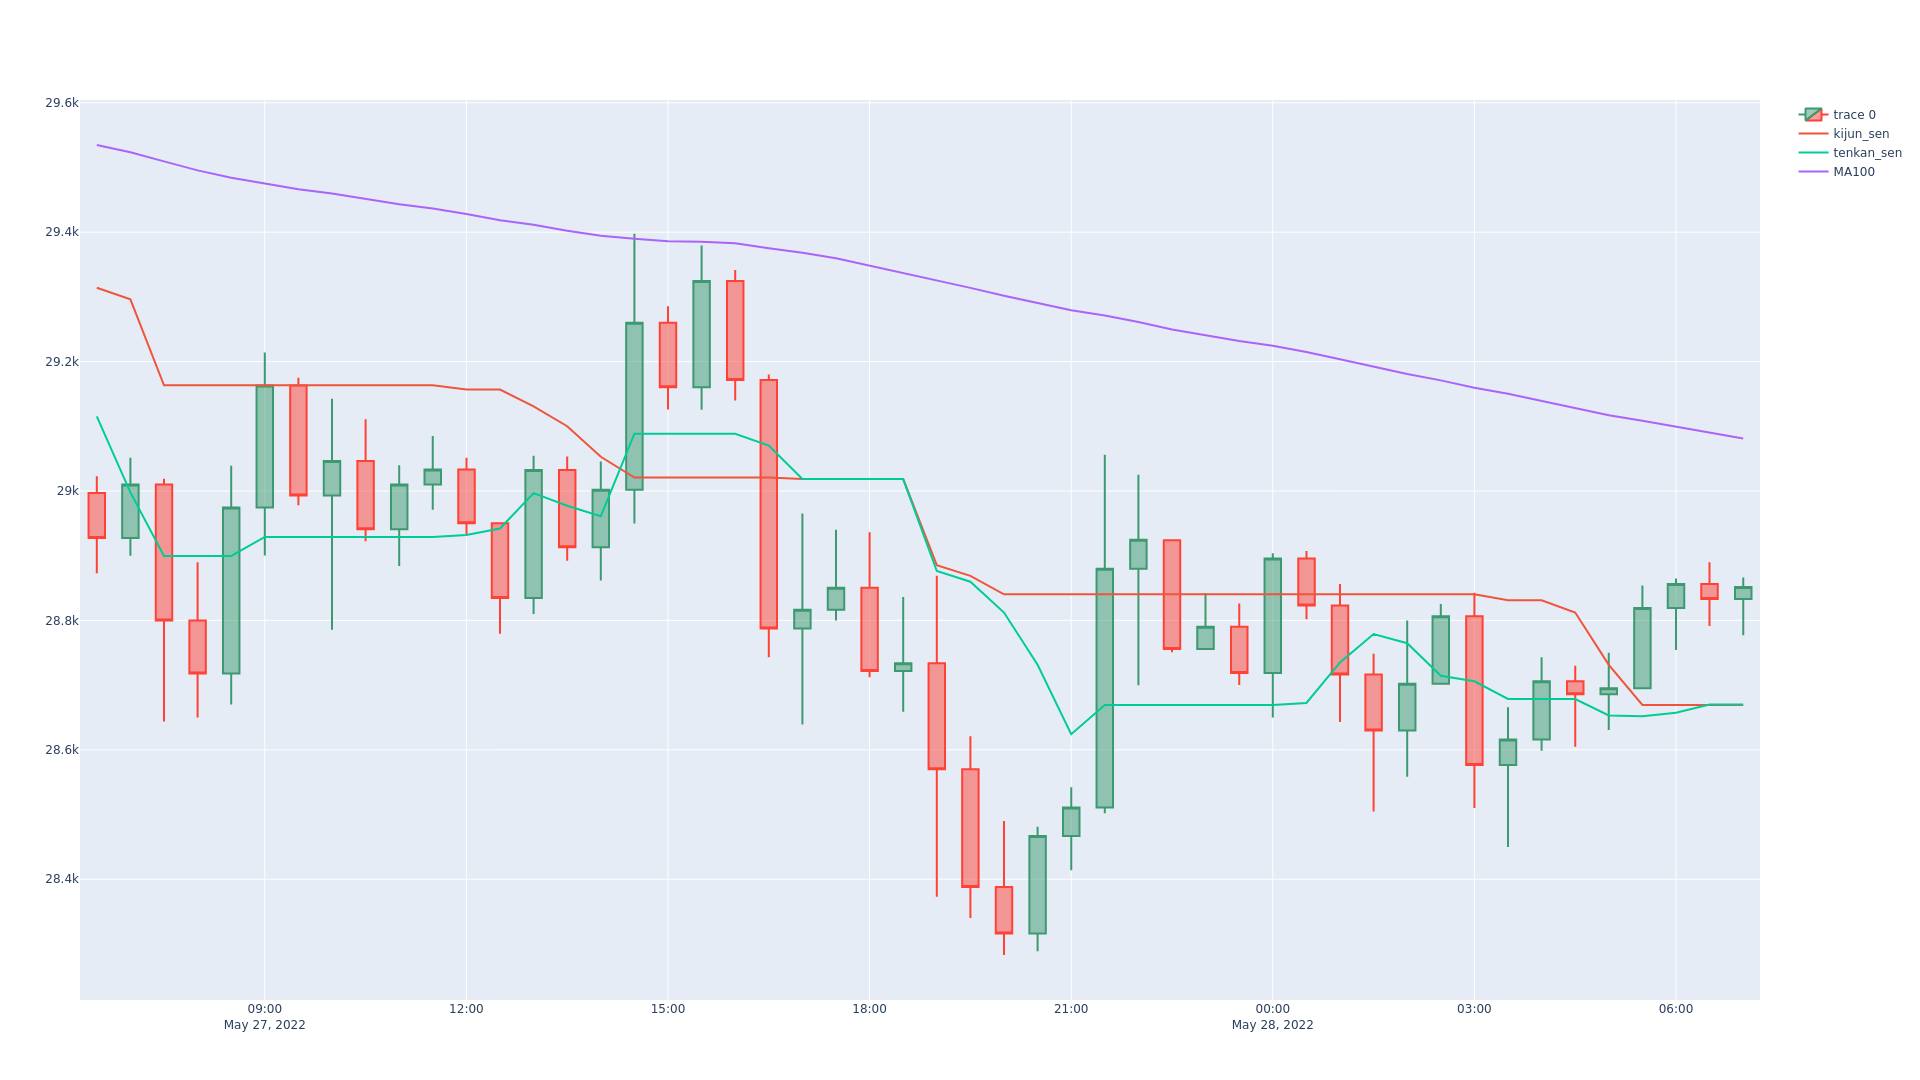 29.6k
29.4k
29.2k
29k
28.8k
28.6k
28.4k
09:00
May 27, 2022
12:00
15:00
18:00
21:00
00:00
May 28, 2022
03:00
06:00
trace 0
kijun_sen
tenkan_sen
MA100